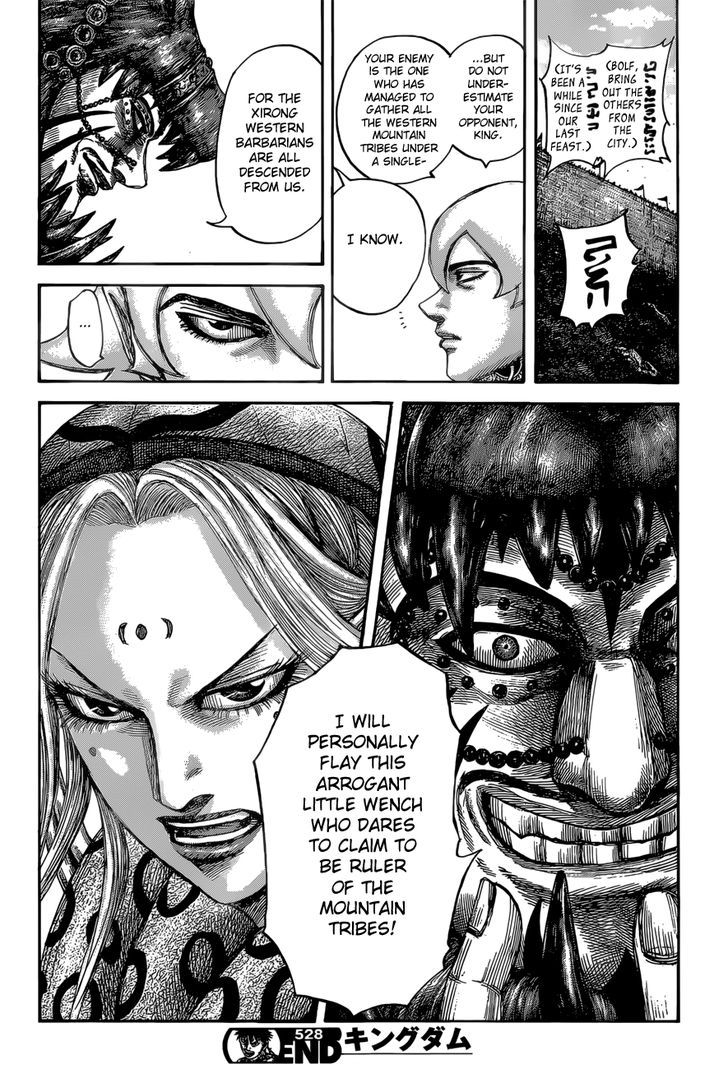 (BOLF,
BRING
OUT THE
OTHERS
FROM
THE
CITY.)
(IT'S
BEEN A
WHILE
SINCE
OUR
LAST
FEAST.)
...BUT
DO NOT
UNDER-
ESTIMATE
YOUR
OPPONENT,
KING.
YOUR ENEMY
IS THE ONE
WHO HAS
MANAGED TO
GATHER ALL
THE WESTERN
MOUNTAIN
TRIBES UNDER
A SINGLE-
I KNOW.
FOR THE
XIRONG
WESTERN
BARBARIANS
ARE ALL
DESCENDED
FROM US.
...
I WILL
PERSONALLY
FLAY THIS
ARROGANT
LITTLE WENCH
WHO DARES
TO CLAIM TO
BE RULER
OF THE
MOUNTAIN
TRIBES!
528
END キングダム